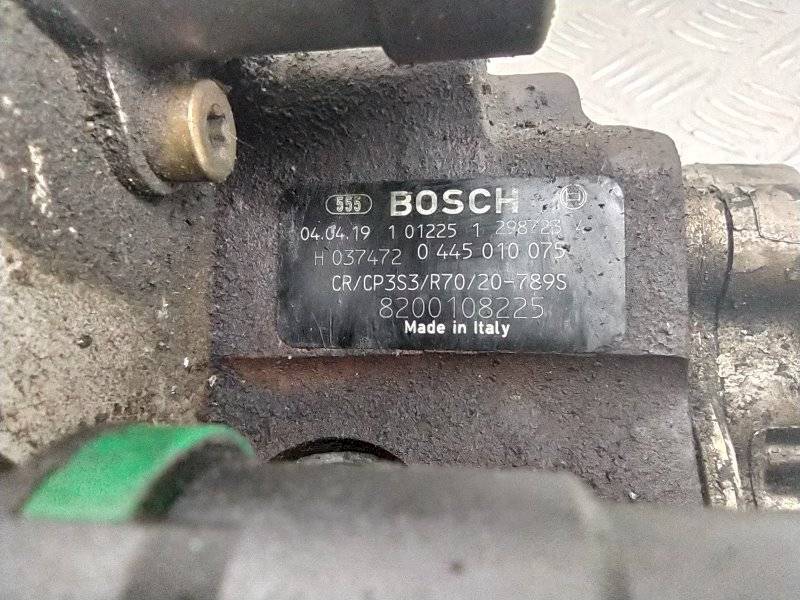 555 BOSCH
04.04.19 1 01225 1 298723 4
H 037472 0 445 010 075
CR/CP3S3/R70/20-789S
8200108225
Made in Italy